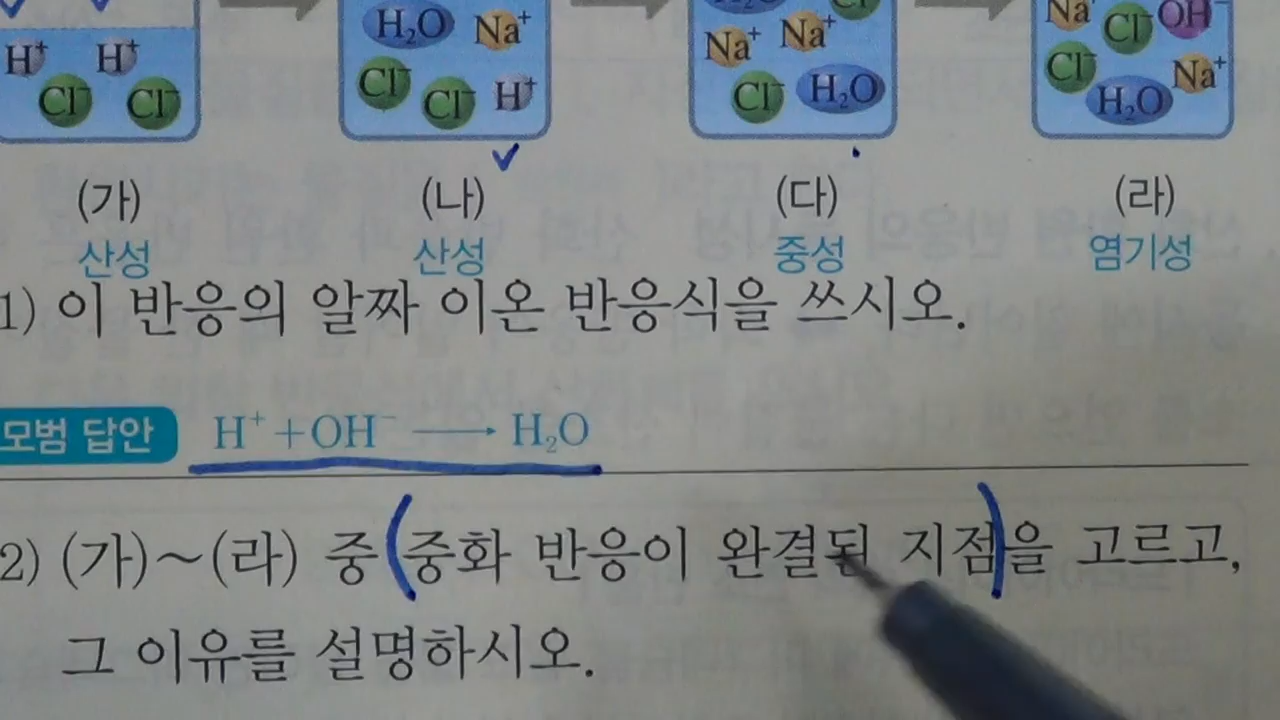 H₂O Na⁺ Na⁺ Na⁺ Na Cl⁻ OH⁻
H⁺ H⁺ Cl⁻ Cl⁻ Cl⁻ Cl⁻ H⁺ Cl⁻ H₂O Cl⁻ Na⁺ H₂O
(가) (나) (다) (라)
산성 산성 중성 염기성
1) 이 반응의 알짜 이온 반응식을 쓰시오.
모범 답안 H⁺+OH⁻ ⟶ H₂O
2) (가)~(라) 중 (중화 반응이 완결된 지점)을 고르고,
그 이유를 설명하시오.